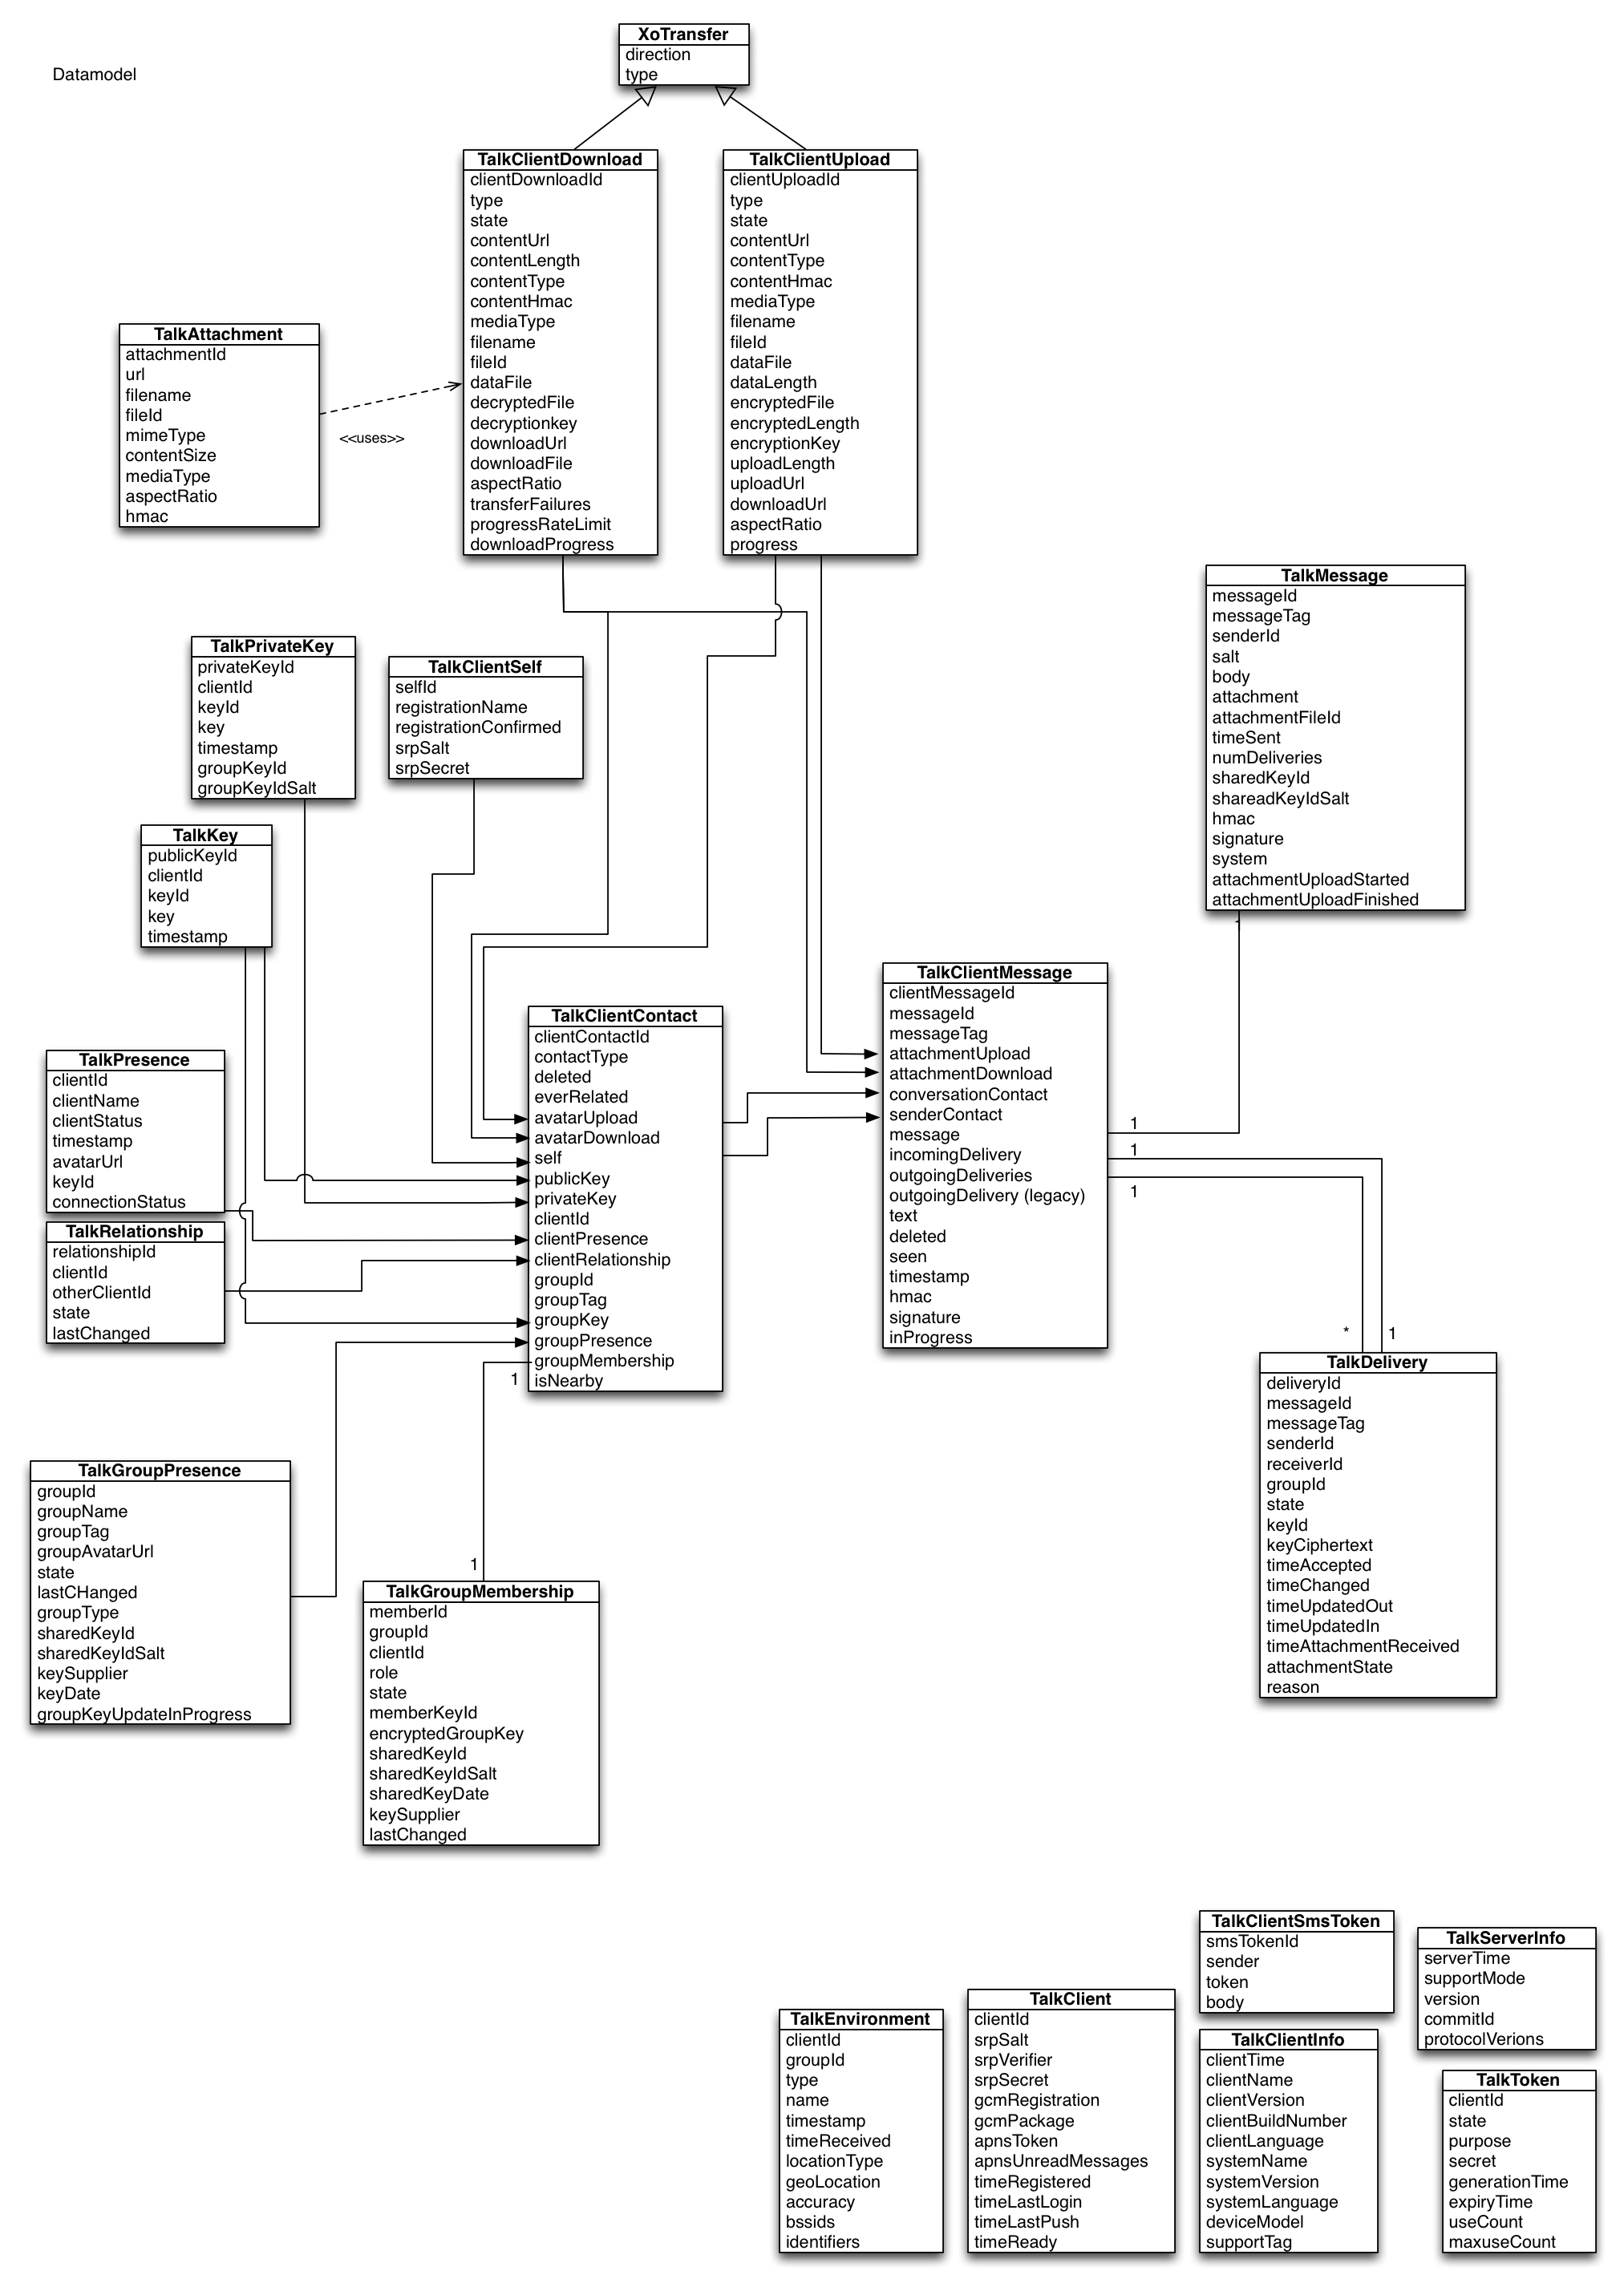 Datamodel
XoTransfer
direction
type
TalkClientDownload
clientDownloadId
type
state
contentUrl
contentLength
contentType
contentHmac
mediaType
filename
fileId
dataFile
decryptedFile
decryptionkey
downloadUrl
downloadFile
aspectRatio
transferFailures
progressRateLimit
downloadProgress
TalkClientUpload
clientUploadId
type
state
contentUrl
contentType
contentHmac
mediaType
filename
fileId
dataFile
dataLength
encryptedFile
encryptedLength
encryptionKey
uploadLength
uploadUrl
downloadUrl
aspectRatio
progress
TalkAttachment
attachmentId
url
filename
fileId
mimeType
contentSize
mediaType
aspectRatio
hmac
<<uses>>
TalkMessage
messageId
messageTag
senderId
salt
body
attachment
attachmentFileId
timeSent
numDeliveries
sharedKeyId
shareadKeyIdSalt
hmac
signature
system
attachmentUploadStarted
attachmentUploadFinished
1
TalkPrivateKey
privateKeyId
clientId
keyId
key
timestamp
groupKeyId
groupKeyIdSalt
TalkClientSelf
selfId
registrationName
registrationConfirmed
srpSalt
srpSecret
TalkKey
publicKeyId
clientId
keyId
key
timestamp
TalkClientMessage
clientMessageId
messageId
messageTag
attachmentUpload
attachmentDownload
conversationContact
senderContact
message
incomingDelivery
outgoingDeliveries
outgoingDelivery (legacy)
text
deleted
seen
timestamp
hmac
signature
inProgress
1
1
1
TalkClientContact
clientContactId
contactType
deleted
everRelated
avatarUpload
avatarDownload
self
publicKey
privateKey
clientId
clientPresence
clientRelationship
groupId
groupTag
groupKey
groupPresence
groupMembership
isNearby
1
TalkPresence
clientId
clientName
clientStatus
timestamp
avatarUrl
keyId
connectionStatus
TalkRelationship
relationshipId
clientId
otherClientId
state
lastChanged
*
1
TalkDelivery
deliveryId
messageId
messageTag
senderId
receiverId
groupId
state
keyId
keyCiphertext
timeAccepted
timeChanged
timeUpdatedOut
timeUpdatedIn
timeAttachmentReceived
attachmentState
reason
TalkGroupPresence
groupId
groupName
groupTag
groupAvatarUrl
state
lastCHanged
groupType
sharedKeyId
sharedKeyIdSalt
keySupplier
keyDate
groupKeyUpdateInProgress
1
TalkGroupMembership
memberId
groupId
clientId
role
state
memberKeyId
encryptedGroupKey
sharedKeyId
sharedKeyIdSalt
sharedKeyDate
keySupplier
lastChanged
TalkEnvironment
clientId
groupId
type
name
timestamp
timeReceived
locationType
geoLocation
accuracy
bssids
identifiers
TalkClient
clientId
srpSalt
srpVerifier
srpSecret
gcmRegistration
gcmPackage
apnsToken
apnsUnreadMessages
timeRegistered
timeLastLogin
timeLastPush
timeReady
TalkClientSmsToken
smsTokenId
sender
token
body
TalkClientInfo
clientTime
clientName
clientVersion
clientBuildNumber
clientLanguage
systemName
systemVersion
systemLanguage
deviceModel
supportTag
TalkServerInfo
serverTime
supportMode
version
commitId
protocolVerions
TalkToken
clientId
state
purpose
secret
generationTime
expiryTime
useCount
maxuseCount